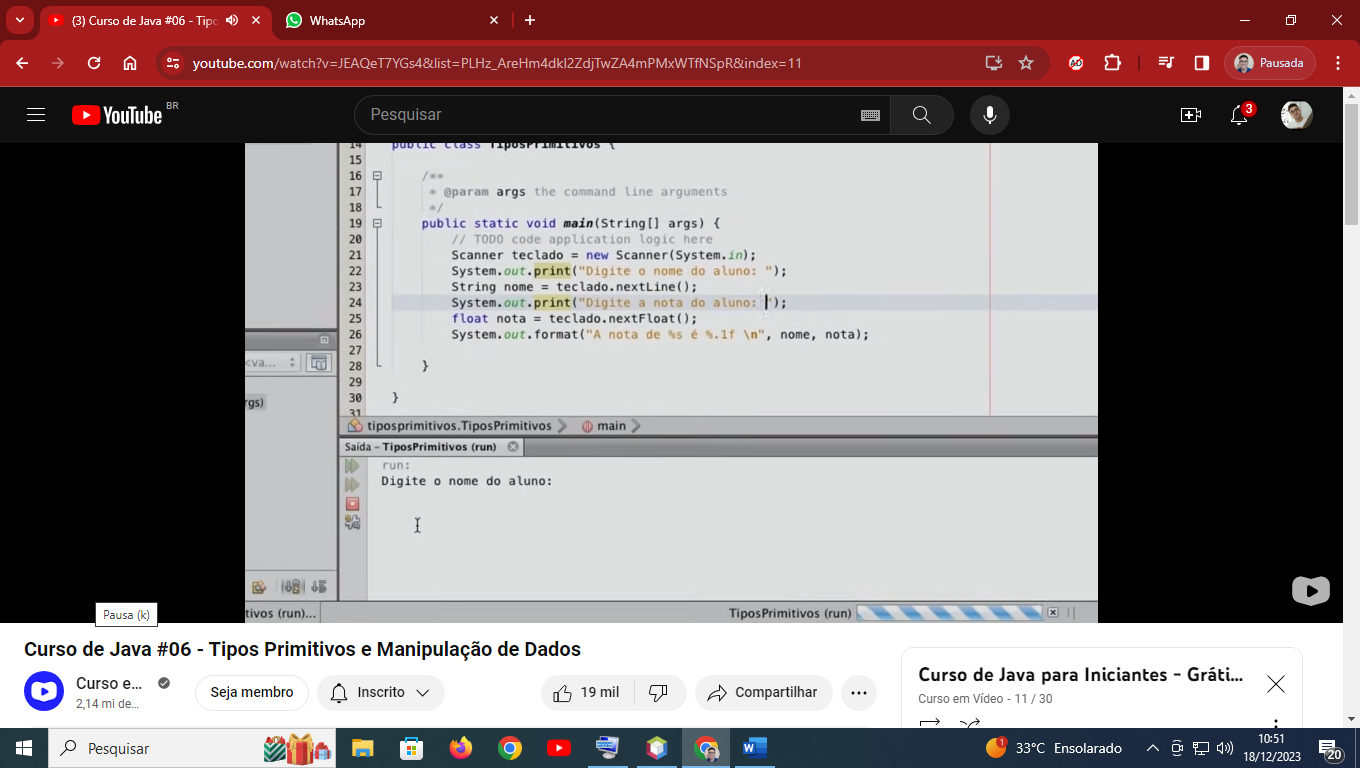 (3) Curso de Java #06 - Tipo
WhatsApp
youtube.com/watch?v=JEAQeT7YGs4&list=PLHz_AreHm4dkI2ZdjTwZA4mPMxWTfNSpR&index=11
Pausada
YouTube BR
Pesquisar
3
14 public class TiposPrimitivos {
15
16 /**
17 * @param args the command line arguments
18 */
19 public static void main(String[] args) {
20 // TODO code application logic here
21 Scanner teclado = new Scanner(System.in);
22 System.out.print("Digite o nome do aluno: ");
23 String nome = teclado.nextLine();
24 System.out.print("Digite a nota do aluno: ");
25 float nota = teclado.nextFloat();
26 System.out.format("A nota de %s é %.1f \n", nome, nota);
27
28 }
29
30 }
31
<va...
rgs)
tiposprimitivos.TiposPrimitivos
main
Saída - TiposPrimitivos (run)
run:
Digite o nome do aluno:
Pausa (k)
tivos (run)...
TiposPrimitivos (run)
Curso de Java #06 - Tipos Primitivos e Manipulação de Dados
Curso e...
2,14 mi de...
Seja membro
Inscrito
19 mil
Compartilhar
Curso de Java para Iniciantes - Gráti...
Curso em Vídeo - 11 / 30
Pesquisar
1
33°C Ensolarado
10:51
18/12/2023
20